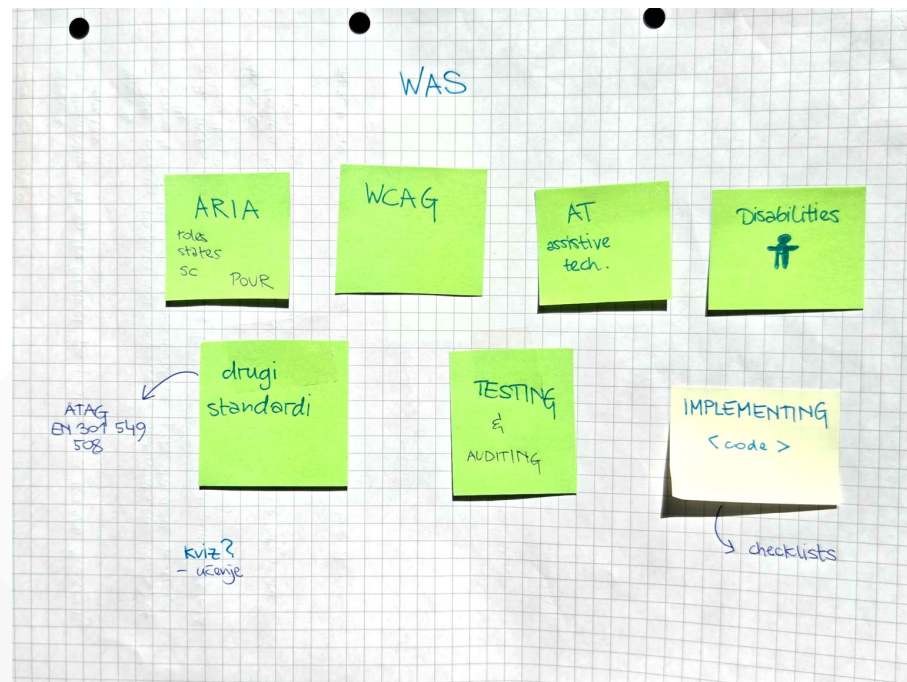 WAS
ARIA
roles
states
SC
POUR
WCAG
AT
assistive
tech.
Disabilities
drugi
standardi
ATAG
EN 301 549
508
TESTING
&
AUDITING
IMPLEMENTING
<code>
checklists
kviz?
- učenje